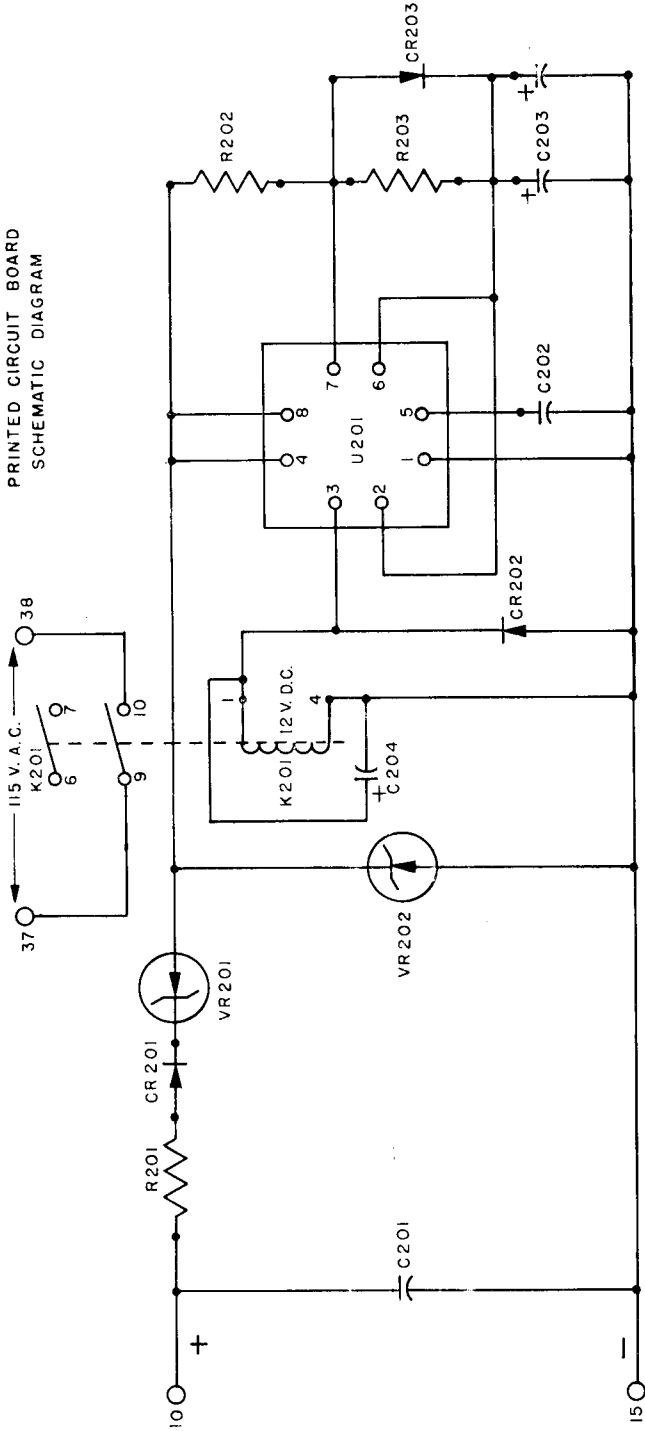 PRINTED CIRCUIT BOARD
SCHEMATIC DIAGRAM
115 V. A.C.
37
38
K201
6
7
9
10
10
+
R201
CR201
VR201
C201
VR202
K201
12 V. D.C.
1
4
+
C204
CR202
U201
4
8
3
7
2
6
1
5
C202
R202
R203
CR203
+
C203
+
15
−